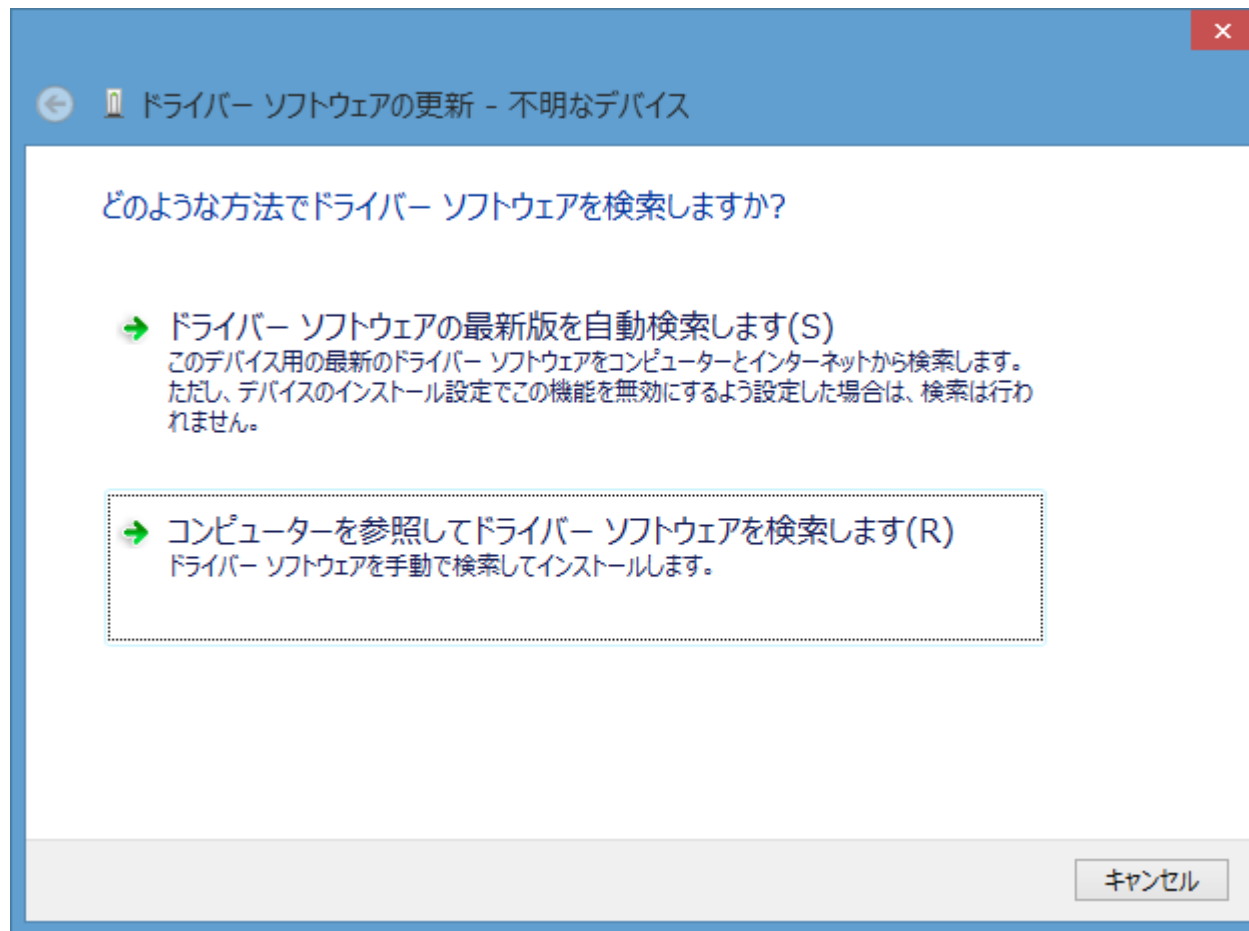 ドライバー ソフトウェアの更新 - 不明なデバイス
どのような方法でドライバー ソフトウェアを検索しますか?
ドライバー ソフトウェアの最新版を自動検索します(S)
このデバイス用の最新のドライバー ソフトウェアをコンピューターとインターネットから検索します。
ただし、デバイスのインストール設定でこの機能を無効にするよう設定した場合は、検索は行わ
れません。
コンピューターを参照してドライバー ソフトウェアを検索します(R)
ドライバー ソフトウェアを手動で検索してインストールします。
キャンセル